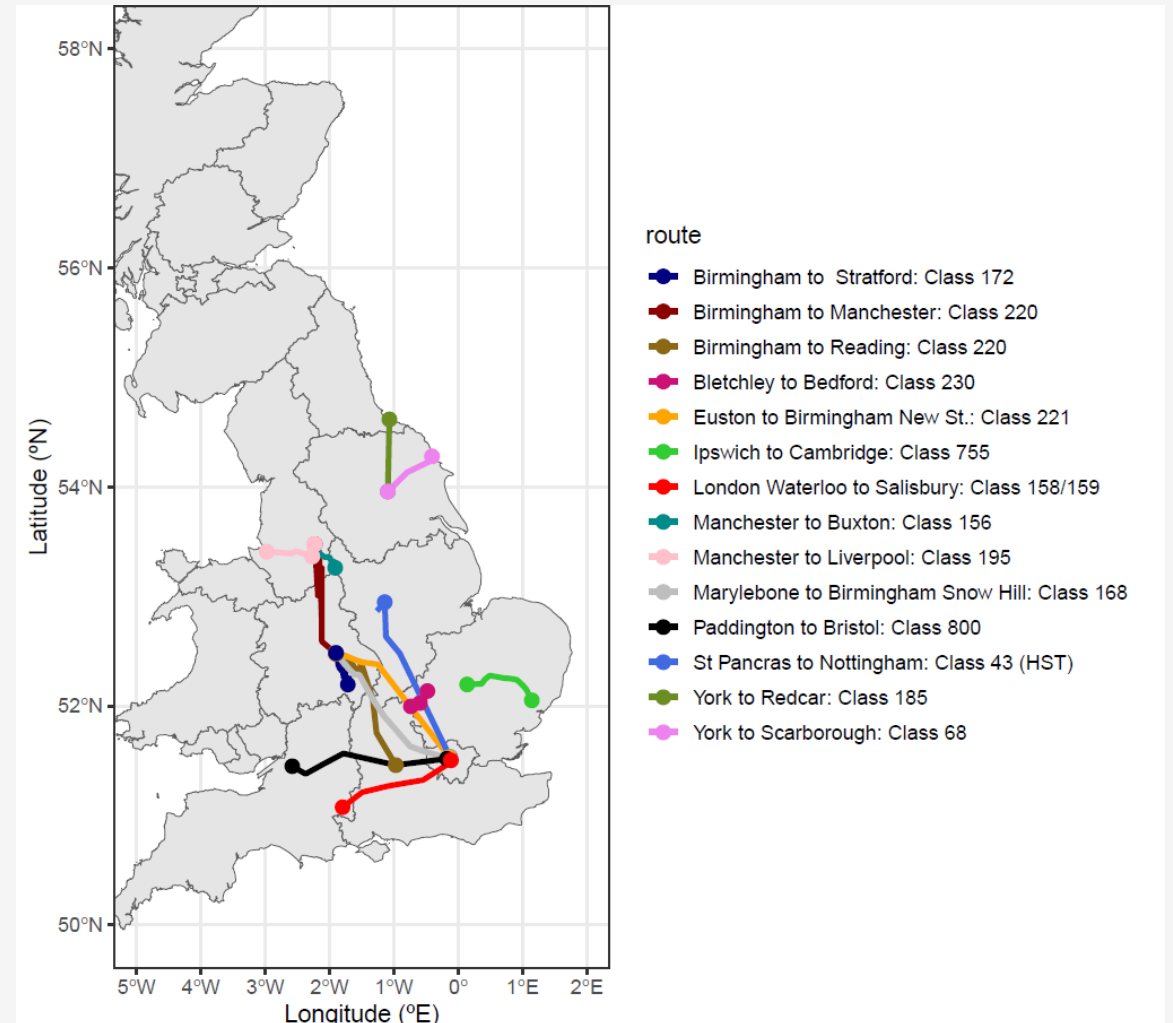 58°N
56°N
54°N
52°N
50°N
5°W 4°W 3°W 2°W 1°W 0° 1°E 2°E
Longitude (ºE)
Latitude (ºN)
route
Birmingham to  Stratford: Class 172
Birmingham to Manchester: Class 220
Birmingham to Reading: Class 220
Bletchley to Bedford: Class 230
Euston to Birmingham New St.: Class 221
Ipswich to Cambridge: Class 755
London Waterloo to Salisbury: Class 158/159
Manchester to Buxton: Class 156
Manchester to Liverpool: Class 195
Marylebone to Birmingham Snow Hill: Class 168
Paddington to Bristol: Class 800
St Pancras to Nottingham: Class 43 (HST)
York to Redcar: Class 185
York to Scarborough: Class 68